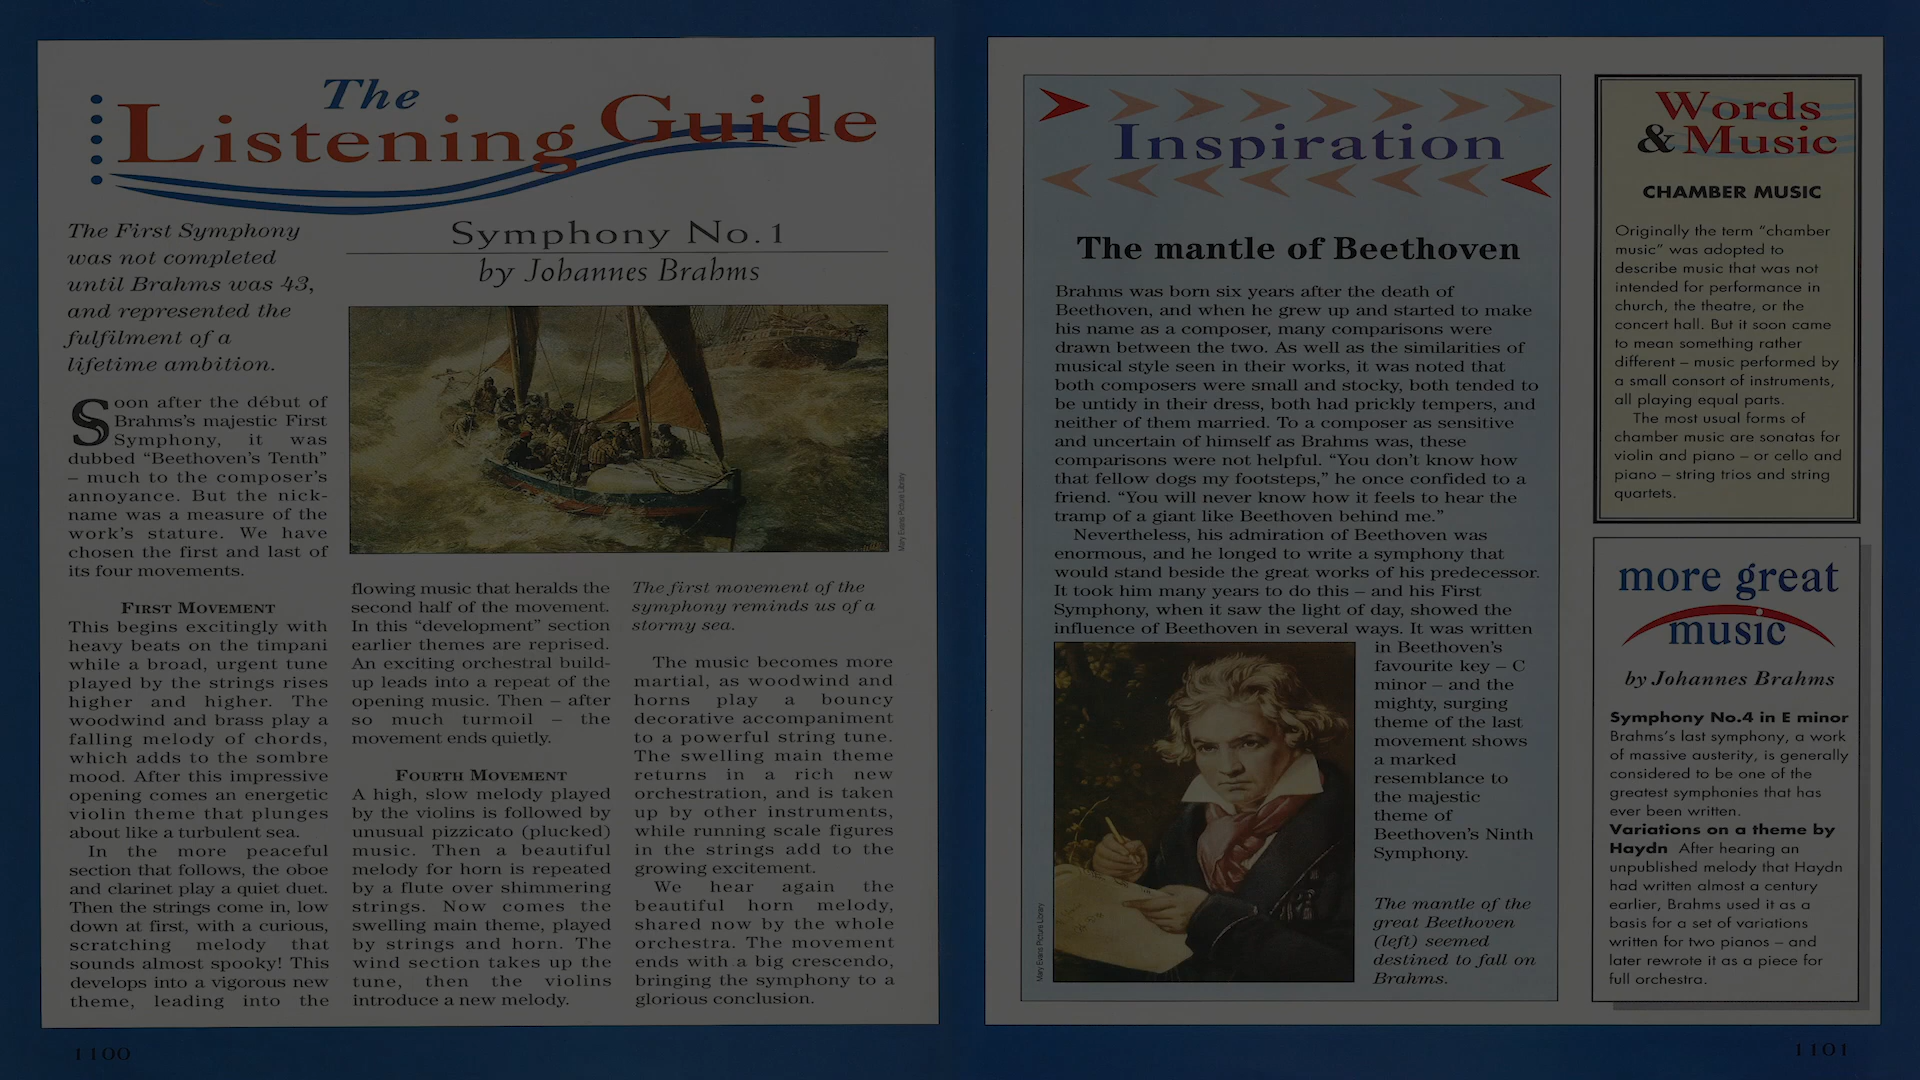 The
Listening Guide
The First Symphony
was not completed
until Brahms was 43,
and represented the
fulfilment of a
lifetime ambition.
Symphony No.1
by Johannes Brahms
Soon after the début of
Brahms's majestic First
Symphony, it was
dubbed “Beethoven's Tenth”
– much to the composer's
annoyance. But the nick-
name was a measure of the
work's stature. We have
chosen the first and last of
its four movements.
FIRST MOVEMENT
This begins excitingly with
heavy beats on the timpani
while a broad, urgent tune
played by the strings rises
higher and higher. The
woodwind and brass play a
falling melody of chords,
which adds to the sombre
mood. After this impressive
opening comes an energetic
violin theme that plunges
about like a turbulent sea.
In the more peaceful
section that follows, the oboe
and clarinet play a quiet duet.
Then the strings come in, low
down at first, with a curious,
scratching melody that
sounds almost spooky! This
develops into a vigorous new
theme, leading into the
Mary Evans Picture Library
flowing music that heralds the
second half of the movement.
In this “development” section
earlier themes are reprised.
An exciting orchestral build-
up leads into a repeat of the
opening music. Then – after
so much turmoil – the
movement ends quietly.
FOURTH MOVEMENT
A high, slow melody played
by the violins is followed by
unusual pizzicato (plucked)
music. Then a beautiful
melody for horn is repeated
by a flute over shimmering
strings. Now comes the
swelling main theme, played
by strings and horn. The
wind section takes up the
tune, then the violins
introduce a new melody.
The first movement of the
symphony reminds us of a
stormy sea.
The music becomes more
martial, as woodwind and
horns play a bouncy
decorative accompaniment
to a powerful string tune.
The swelling main theme
returns in a rich new
orchestration, and is taken
up by other instruments,
while running scale figures
in the strings add to the
growing excitement.
We hear again the
beautiful horn melody,
shared now by the whole
orchestra. The movement
ends with a big crescendo,
bringing the symphony to a
glorious conclusion.
1100
Inspiration
The mantle of Beethoven
Brahms was born six years after the death of
Beethoven, and when he grew up and started to make
his name as a composer, many comparisons were
drawn between the two. As well as the similarities of
musical style seen in their works, it was noted that
both composers were small and stocky, both tended to
be untidy in their dress, both had prickly tempers, and
neither of them married. To a composer as sensitive
and uncertain of himself as Brahms was, these
comparisons were not helpful. “You don't know how
that fellow dogs my footsteps,” he once confided to a
friend. “You will never know how it feels to hear the
tramp of a giant like Beethoven behind me.”
Nevertheless, his admiration of Beethoven was
enormous, and he longed to write a symphony that
would stand beside the great works of his predecessor.
It took him many years to do this – and his First
Symphony, when it saw the light of day, showed the
influence of Beethoven in several ways. It was written
in Beethoven's
favourite key – C
minor – and the
mighty, surging
theme of the last
movement shows
a marked
resemblance to
the majestic
theme of
Beethoven's Ninth
Symphony.
The mantle of the
great Beethoven
(left) seemed
destined to fall on
Brahms.
Mary Evans Picture Library
Words
& Music
CHAMBER MUSIC
Originally the term “chamber
music” was adopted to
describe music that was not
intended for performance in
church, the theatre, or the
concert hall. But it soon came
to mean something rather
different – music performed by
a small consort of instruments,
all playing equal parts.
The most usual forms of
chamber music are sonatas for
violin and piano – or cello and
piano – string trios and string
quartets.
more great
music
by Johannes Brahms
Symphony No.4 in E minor
Brahms's last symphony, a work
of massive austerity, is generally
considered to be one of the
greatest symphonies that has
ever been written.
Variations on a theme by
Haydn After hearing an
unpublished melody that Haydn
had written almost a century
earlier, Brahms used it as a
basis for a set of variations
written for two pianos – and
later rewrote it as a piece for
full orchestra.
1101